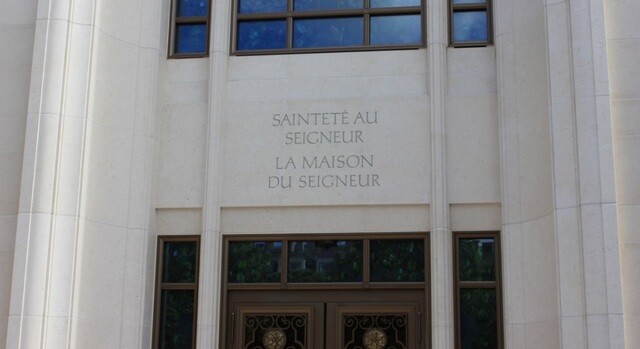 SAINTETÉ AU
SEIGNEUR
LA MAISON
DU SEIGNEUR